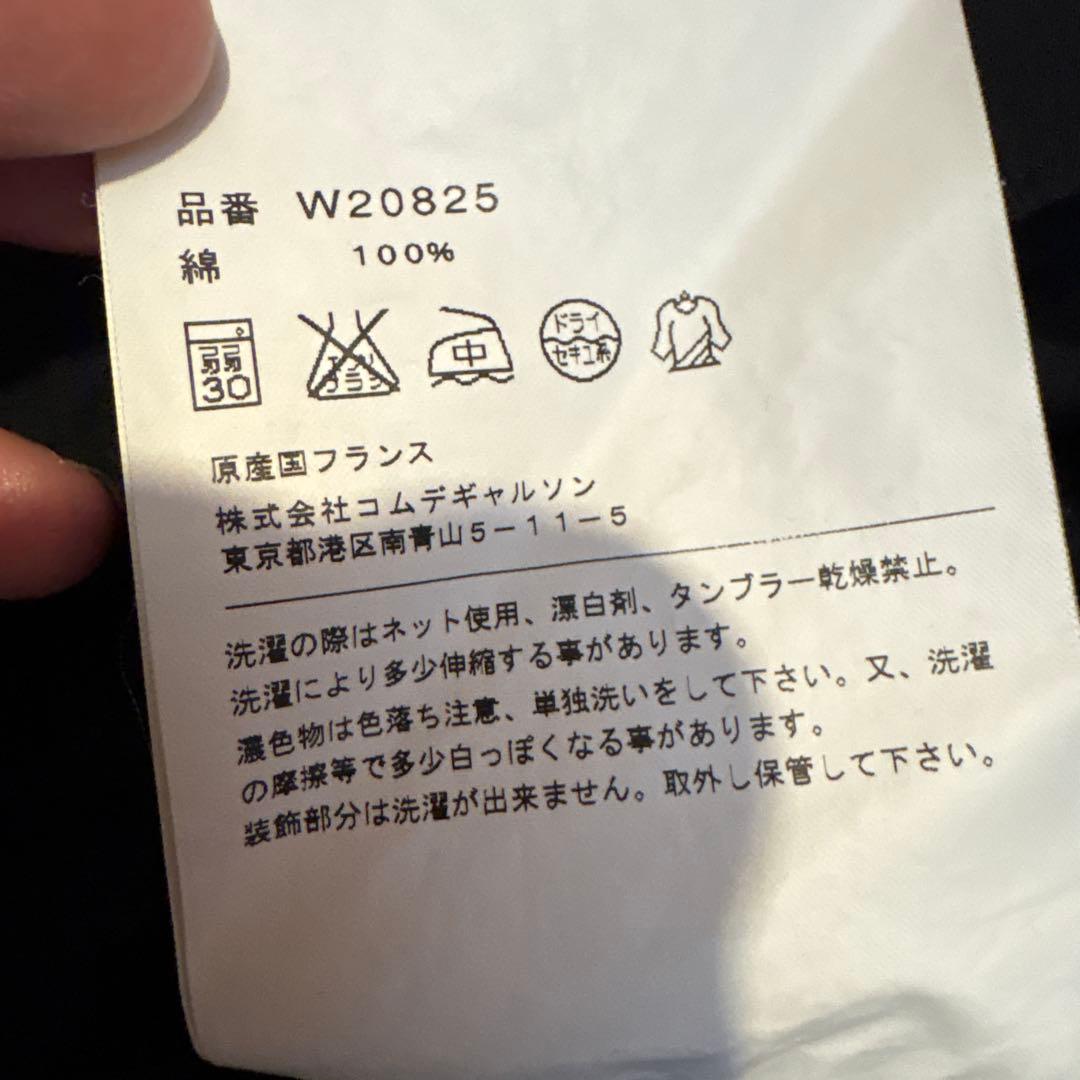 品番 W20825
綿 100%
弱 30
エンソ サラシ
中
ドライ
セキユ系
原産国フランス
株式会社コムデギャルソン
東京都港区南青山5-11-5
洗濯の際はネット使用、漂白剤、タンブラー乾燥禁止。
洗濯により多少伸縮する事があります。
濃色物は色落ち注意、単独洗いをして下さい。又、洗濯
の摩擦等で多少白っぽくなる事があります。
装飾部分は洗濯が出来ません。取外し保管して下さい。